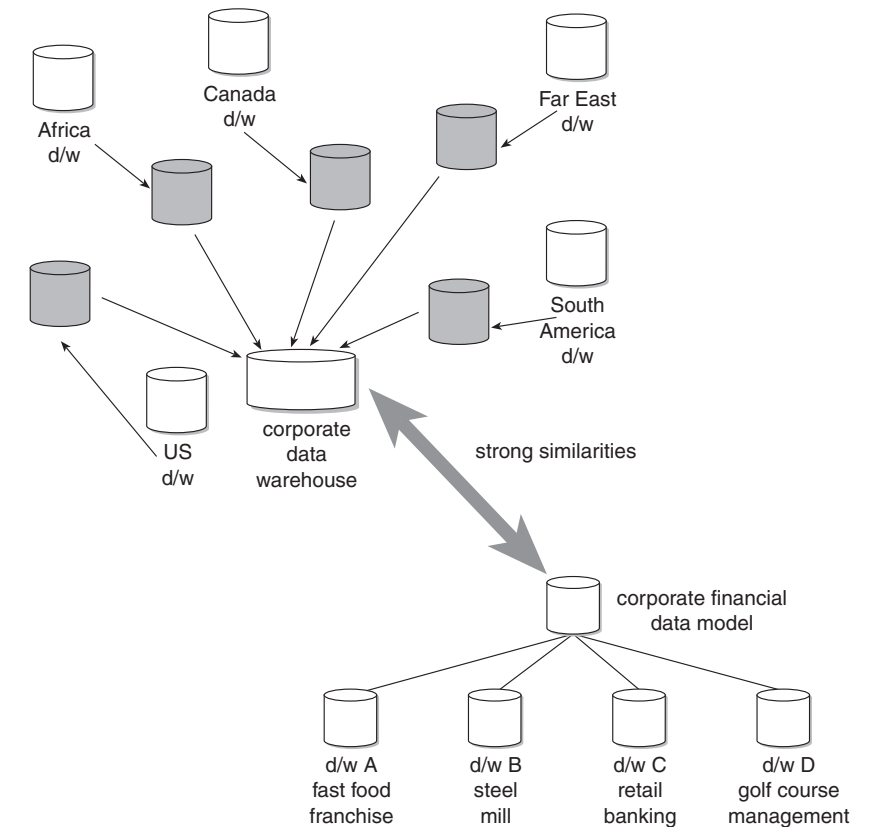 Canada
d/w
Far East
d/w
Africa
d/w
South
America
d/w
US
d/w
corporate
data
warehouse
strong similarities
corporate financial
data model
d/w A
fast food
franchise
d/w B
steel
mill
d/w C
retail
banking
d/w D
golf course
management